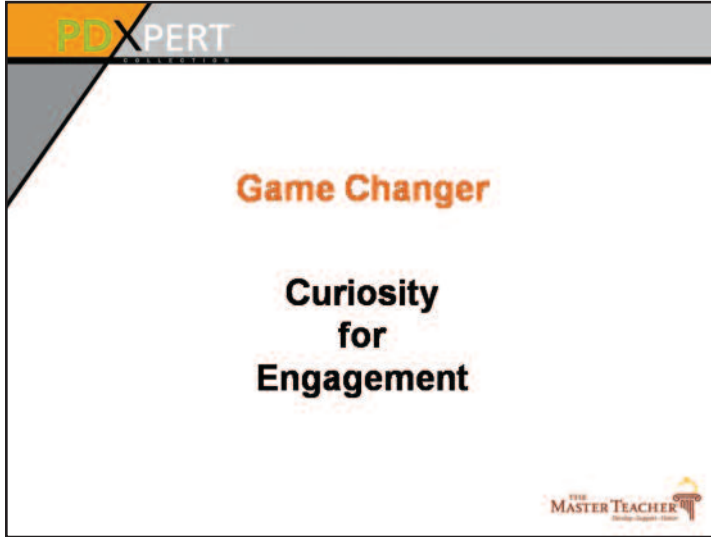 PDXPERT
COLLECTION
Game Changer
Curiosity
for
Engagement
THE
MASTER TEACHER